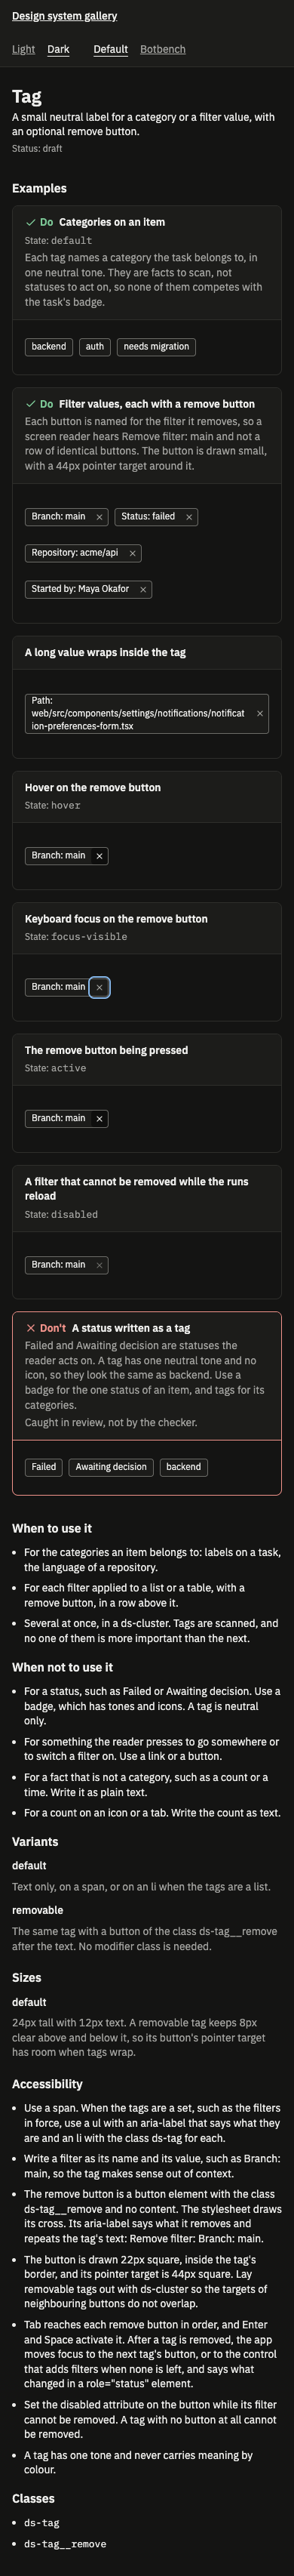 Design system gallery
Light Dark Default Botbench
Tag
A small neutral label for a category or a filter value, with
an optional remove button.
Status: draft
Examples
Do Categories on an item
State: default
Each tag names a category the task belongs to, in
one neutral tone. They are facts to scan, not
statuses to act on, so none of them competes with
the task's badge.
backend auth needs migration
Do Filter values, each with a remove button
Each button is named for the filter it removes, so a
screen reader hears Remove filter: main and not a
row of identical buttons. The button is drawn small,
with a 44px pointer target around it.
Branch: main Status: failed
Repository: acme/api
Started by: Maya Okafor
A long value wraps inside the tag
Path:
web/src/components/settings/notifications/notificat
ion-preferences-form.tsx
Hover on the remove button
State: hover
Branch: main
Keyboard focus on the remove button
State: focus-visible
Branch: main
The remove button being pressed
State: active
Branch: main
A filter that cannot be removed while the runs
reload
State: disabled
Branch: main
Don't A status written as a tag
Failed and Awaiting decision are statuses the
reader acts on. A tag has one neutral tone and no
icon, so they look the same as backend. Use a
badge for the one status of an item, and tags for its
categories.
Caught in review, not by the checker.
Failed Awaiting decision backend
When to use it
For the categories an item belongs to: labels on a task,
the language of a repository.
For each filter applied to a list or a table, with a
remove button, in a row above it.
Several at once, in a ds-cluster. Tags are scanned, and
no one of them is more important than the next.
When not to use it
For a status, such as Failed or Awaiting decision. Use a
badge, which has tones and icons. A tag is neutral
only.
For something the reader presses to go somewhere or
to switch a filter on. Use a link or a button.
For a fact that is not a category, such as a count or a
time. Write it as plain text.
For a count on an icon or a tab. Write the count as text.
Variants
default
Text only, on a span, or on an li when the tags are a list.
removable
The same tag with a button of the class ds-tag__remove
after the text. No modifier class is needed.
Sizes
default
24px tall with 12px text. A removable tag keeps 8px
clear above and below it, so its button's pointer target
has room when tags wrap.
Accessibility
Use a span. When the tags are a set, such as the filters
in force, use a ul with an aria-label that says what they
are and an li with the class ds-tag for each.
Write a filter as its name and its value, such as Branch:
main, so the tag makes sense out of context.
The remove button is a button element with the class
ds-tag__remove and no content. The stylesheet draws
its cross. Its aria-label says what it removes and
repeats the tag's text: Remove filter: Branch: main.
The button is drawn 22px square, inside the tag's
border, and its pointer target is 44px square. Lay
removable tags out with ds-cluster so the targets of
neighbouring buttons do not overlap.
Tab reaches each remove button in order, and Enter
and Space activate it. After a tag is removed, the app
moves focus to the next tag's button, or to the control
that adds filters when none is left, and says what
changed in a role="status" element.
Set the disabled attribute on the button while its filter
cannot be removed. A tag with no button at all cannot
be removed.
A tag has one tone and never carries meaning by
colour.
Classes
ds-tag
ds-tag__remove